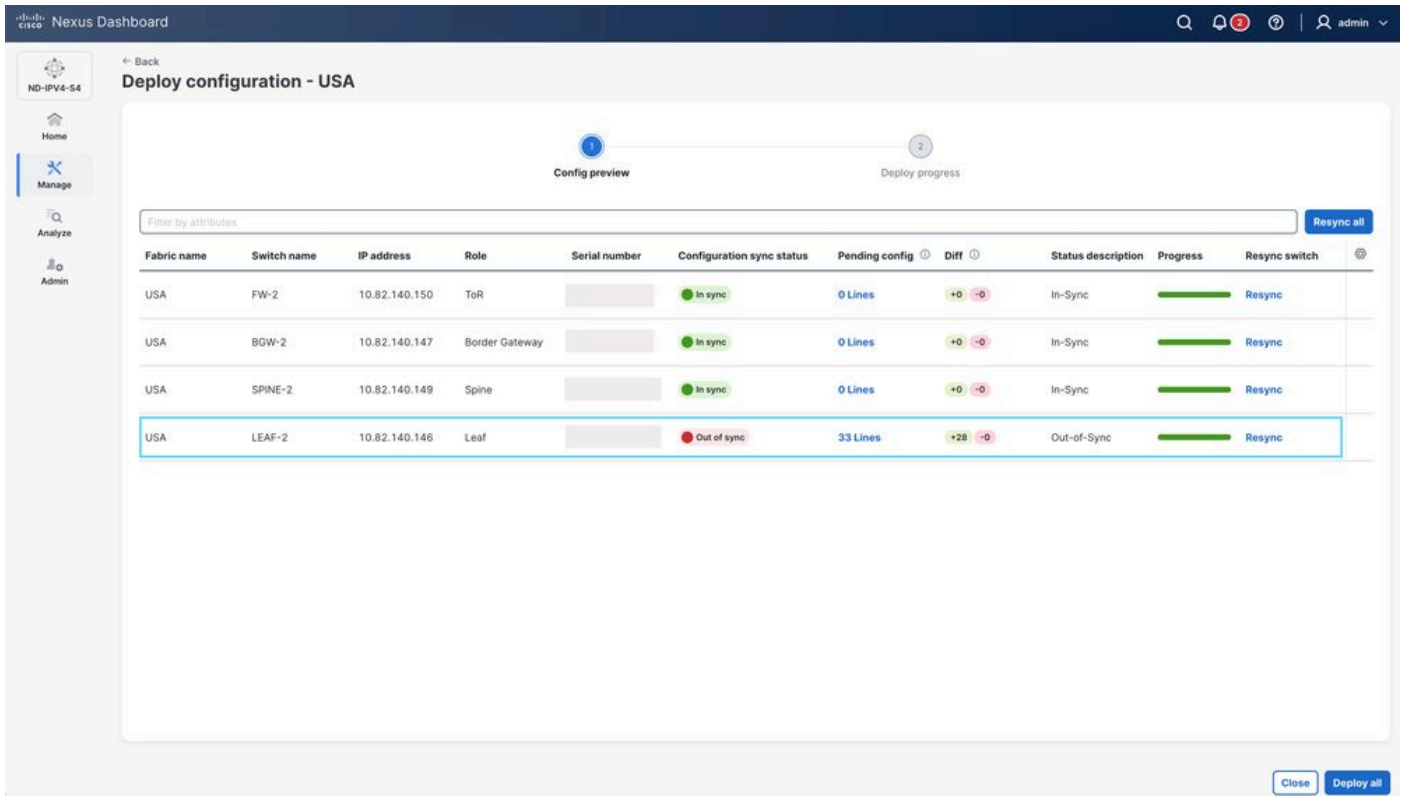 cisco Nexus Dashboard 2 admin
ND-IPV4-S4
Home
Manage
Analyze
Admin
← Back
Deploy configuration - USA
1 2
Config preview Deploy progress
Filter by attributes Resync all
Fabric name Switch name IP address Role Serial number Configuration sync status Pending config Diff Status description Progress Resync switch
USA FW-2 10.82.140.150 ToR In sync 0 Lines +0 -0 In-Sync Resync
USA BGW-2 10.82.140.147 Border Gateway In sync 0 Lines +0 -0 In-Sync Resync
USA SPINE-2 10.82.140.149 Spine In sync 0 Lines +0 -0 In-Sync Resync
USA LEAF-2 10.82.140.146 Leaf Out of sync 33 Lines +28 -0 Out-of-Sync Resync
Close Deploy all